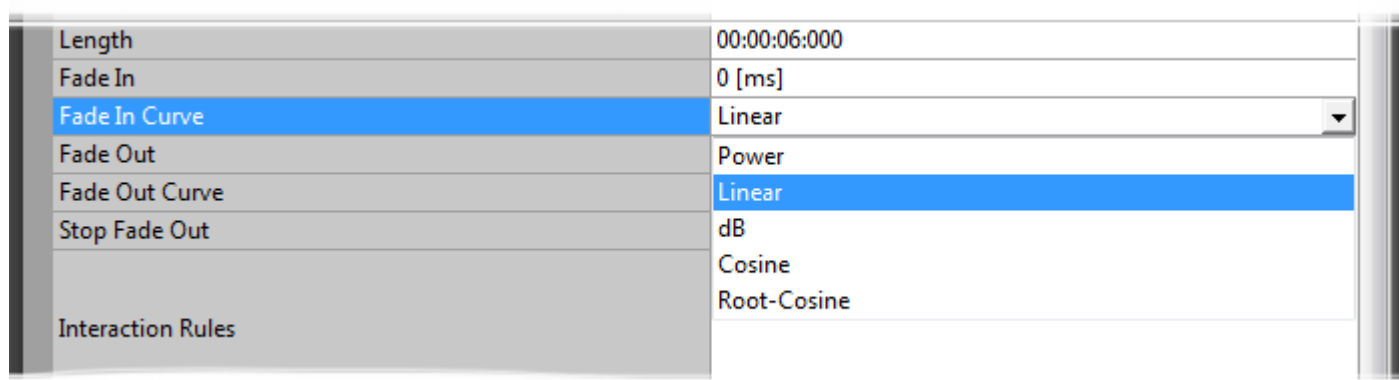 Length 00:00:06:000
Fade In 0 [ms]
Fade In Curve Linear
Fade Out Power
Fade Out Curve Linear
Stop Fade Out dB
Cosine
Root-Cosine
Interaction Rules